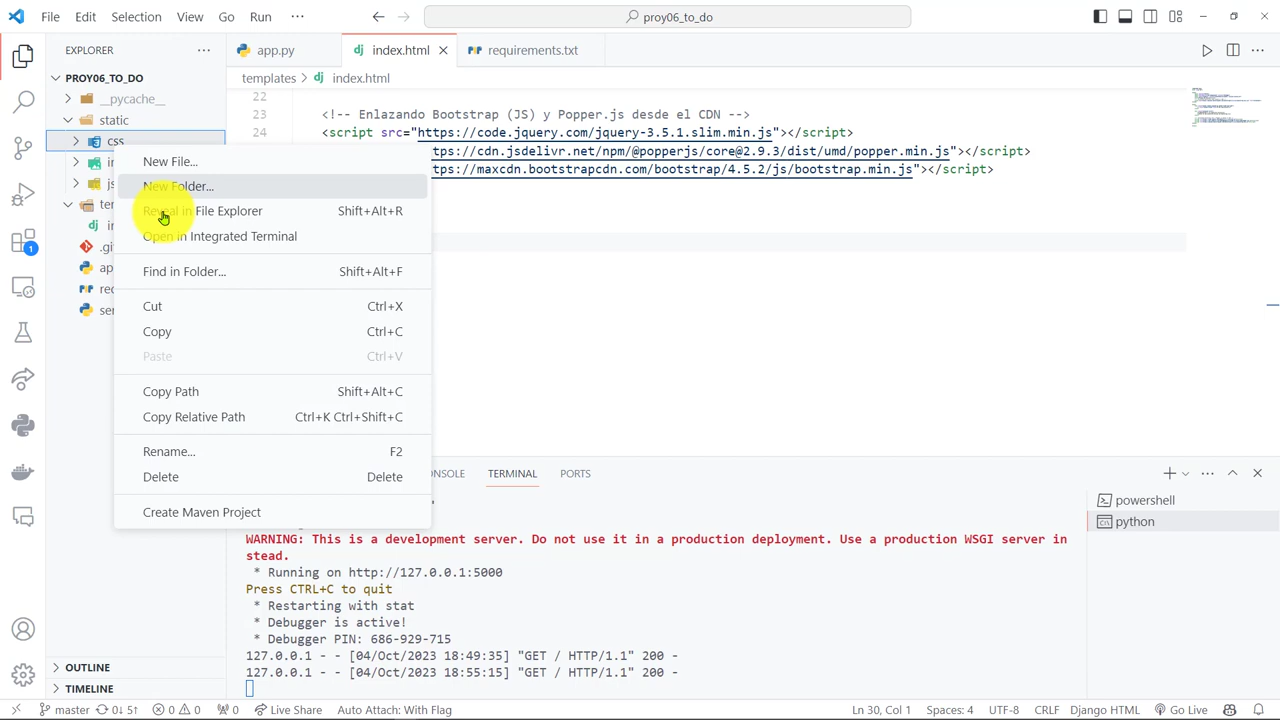 File Edit Selection View Go Run ···
proy06_to_do
EXPLORER
app.py
index.html
requirements.txt
PROY06_TO_DO
templates > index.html
__pycache__
static
css
22
23 <!-- Enlazando Bootstrap (JS) y Popper.js desde el CDN -->
24 <script src="https://code.jquery.com/jquery-3.5.1.slim.min.js"></script>
ttps://cdn.jsdelivr.net/npm/@popperjs/core@2.9.3/dist/umd/popper.min.js"></script>
ttps://maxcdn.bootstrapcdn.com/bootstrap/4.5.2/js/bootstrap.min.js"></script>
New File...
New Folder...
Reveal in File Explorer Shift+Alt+R
Open in Integrated Terminal
Find in Folder... Shift+Alt+F
Cut Ctrl+X
Copy Ctrl+C
Paste Ctrl+V
Copy Path Shift+Alt+C
Copy Relative Path Ctrl+K Ctrl+Shift+C
Rename... F2
Delete Delete
Create Maven Project
ONSOLE TERMINAL PORTS
powershell
python
WARNING: This is a development server. Do not use it in a production deployment. Use a production WSGI server in
stead.
* Running on http://127.0.0.1:5000
Press CTRL+C to quit
* Restarting with stat
* Debugger is active!
* Debugger PIN: 686-929-715
127.0.0.1 - - [04/Oct/2023 18:49:35] "GET / HTTP/1.1" 200 -
127.0.0.1 - - [04/Oct/2023 18:55:15] "GET / HTTP/1.1" 200 -
OUTLINE
TIMELINE
1
master 0↓ 5↑ 0 0 0 Live Share Auto Attach: With Flag Ln 30, Col 1 Spaces: 4 UTF-8 CRLF Django HTML Go Live